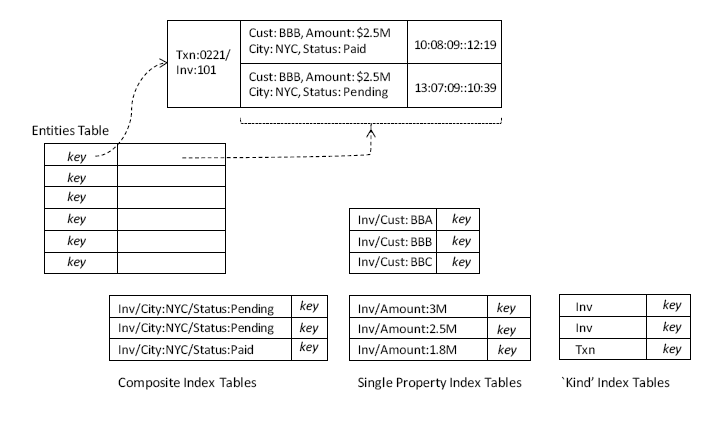 Txn:0221/
Inv:101
Cust: BBB, Amount: $2.5M
City: NYC, Status: Paid
10:08:09::12:19
Cust: BBB, Amount: $2.5M
City: NYC, Status: Pending
13:07:09::10:39
Entities Table
key
key
key
key
key
key
Inv/Cust: BBA key
Inv/Cust: BBB key
Inv/Cust: BBC key
Inv/City:NYC/Status:Pending key
Inv/City:NYC/Status:Pending key
Inv/City:NYC/Status:Paid key
Composite Index Tables
Inv/Amount:3M key
Inv/Amount:2.5M key
Inv/Amount:1.8M key
Single Property Index Tables
Inv key
Inv key
Txn key
`Kind’ Index Tables